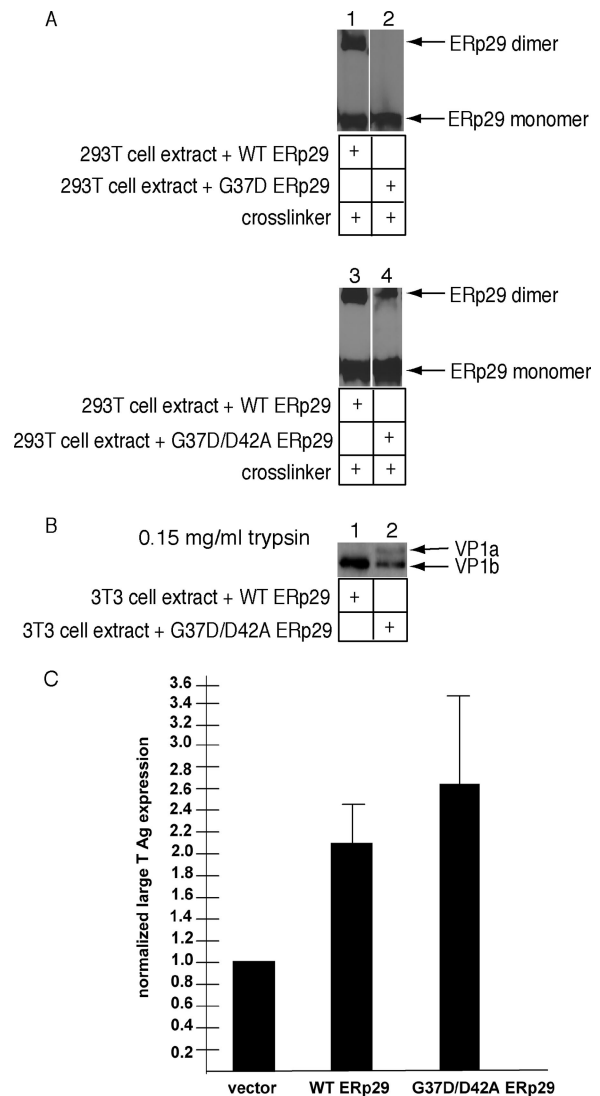 A
1 2
ERp29 dimer
ERp29 monomer
293T cell extract + WT ERp29 +
293T cell extract + G37D ERp29 +
crosslinker + +
3 4
ERp29 dimer
ERp29 monomer
293T cell extract + WT ERp29 +
293T cell extract + G37D/D42A ERp29 +
crosslinker + +
B
0.15 mg/ml trypsin
1 2
VP1a
VP1b
3T3 cell extract + WT ERp29 +
3T3 cell extract + G37D/D42A ERp29 +
C
normalized large T Ag expression
3.6
3.4
3.2
3.0
2.8
2.6
2.4
2.2
2.0
1.8
1.6
1.4
1.2
1.0
0.8
0.6
0.4
0.2
vector WT ERp29 G37D/D42A ERp29